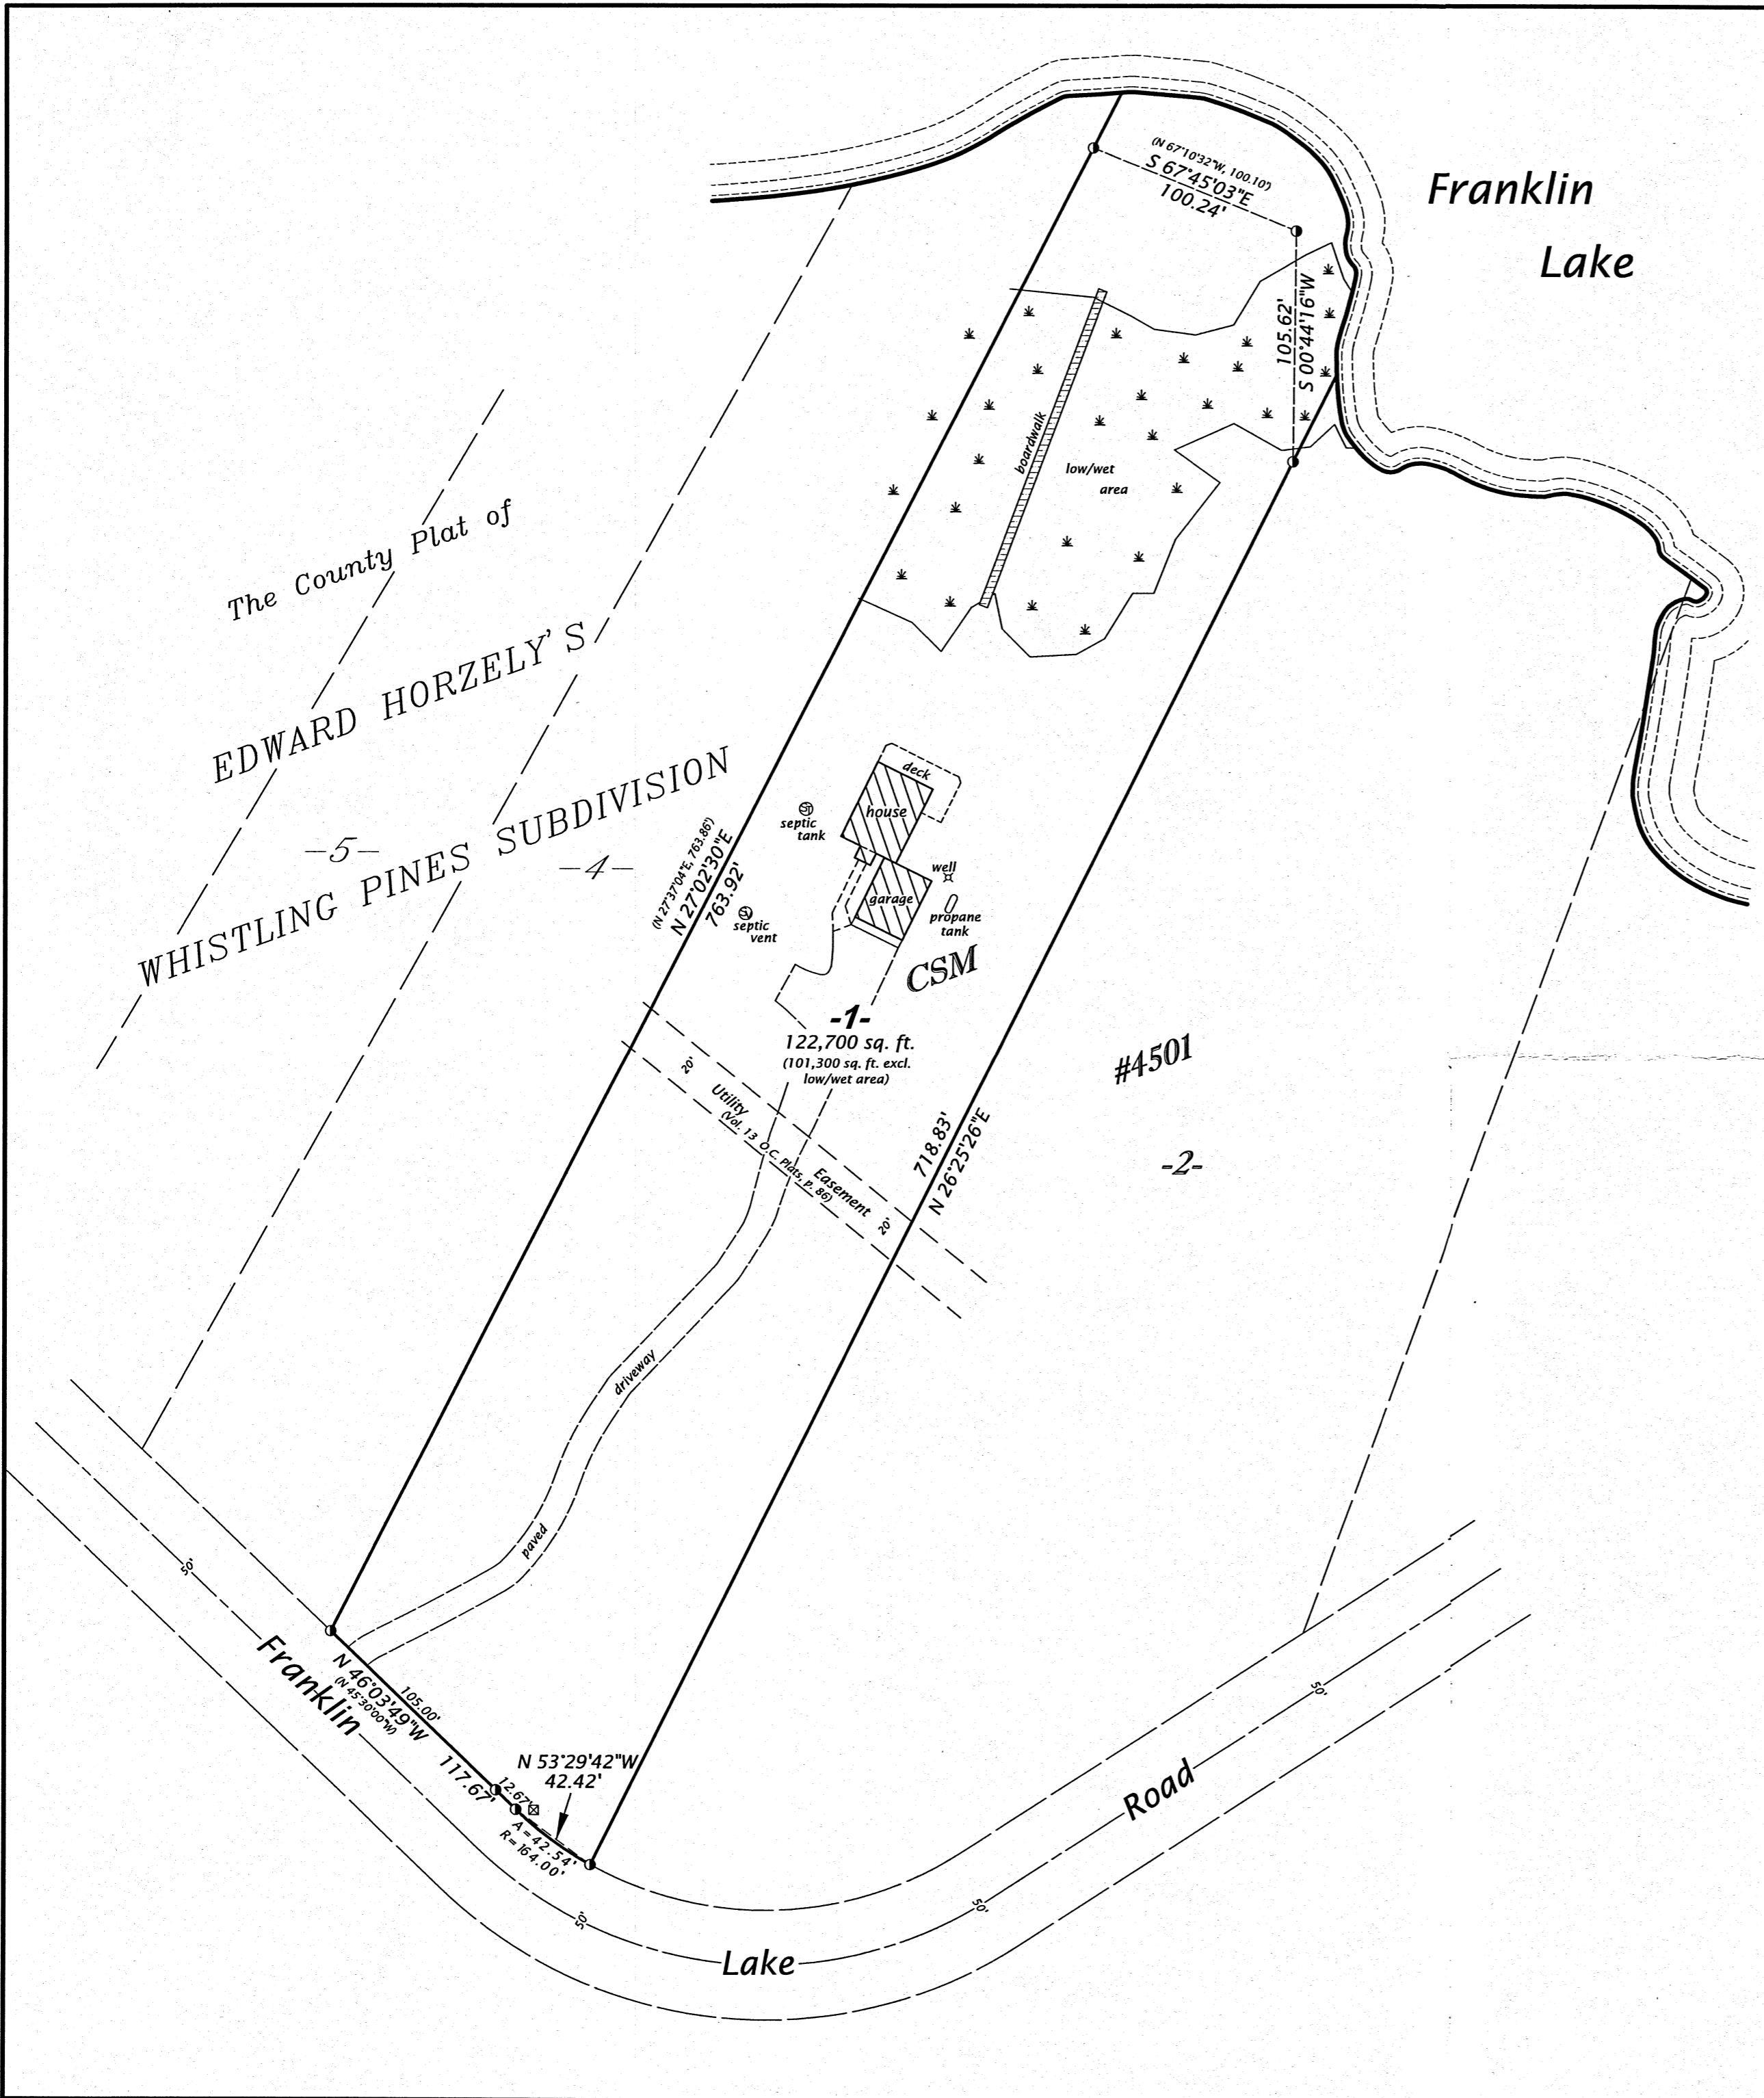 Franklin
Lake
(N 67°10'32"W, 100.10')
S 67°45'03"E
100.24'
105.62'
S 00°44'16"W
boardwalk
low/wet
area
The County Plat of
EDWARD HORZELY'S
WHISTLING PINES SUBDIVISION
-5-
-4-
deck
house
septic
tank
well
garage
propane
tank
septic
vent
(N 27°37'04"E, 763.86')
N 27°02'30"E
763.92'
CSM
#4501
-1-
122,700 sq. ft.
(101,300 sq. ft. excl.
low/wet area)
-2-
20'
Utility
Easement
(Vol. 13 O.C. Plats, p. 86)
20'
718.83'
N 26°25'26"E
driveway
paved
50'
Franklin
N 46°03'49"W
(N 45°30'00"W)
105.00'
117.67'
12.67'
N 53°29'42"W
42.42'
A = 42.54'
R = 164.00'
50'
Lake
50'
Road
50'
ST
SV